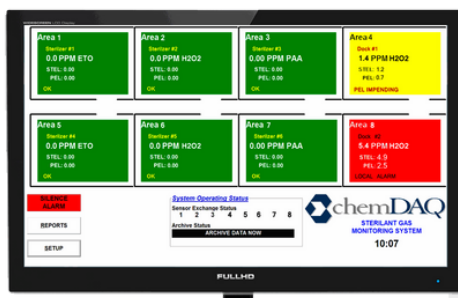 Area 1
Sterilizer #1
0.0 PPM ETO
STEL: 0.00
PEL: 0.00
OK
Area 2
Sterilizer #2
0.0 PPM H2O2
STEL: 0.00
PEL: 0.00
OK
Area 3
Sterilizer #3
0.00 PPM PAA
STEL: 0.00
PEL: 0.00
OK
Area 4
Dock #1
1.4 PPM H2O2
STEL: 1.2
PEL: 0.7
PEL IMPENDING
Area 5
Sterilizer #4
0.0 PPM ETO
STEL: 0.00
PEL: 0.00
OK
Area 6
Sterilizer #5
0.0 PPM H2O2
STEL: 0.00
PEL: 0.00
OK
Area 7
Sterilizer #6
0.00 PPM PAA
STEL: 0.00
PEL: 0.00
OK
Area 8
Dock #2
5.4 PPM H2O2
STEL: 4.9
PEL: 2.5
LOCAL ALARM
SILENCE
ALARM
REPORTS
SETUP
System Operating Status
Sensor Exchange Status
1 2 3 4 5 6 7 8
Archive Status
ARCHIVE DATA NOW
chemDAQ
STERILANT GAS
MONITORING SYSTEM
10:07
FULLHD